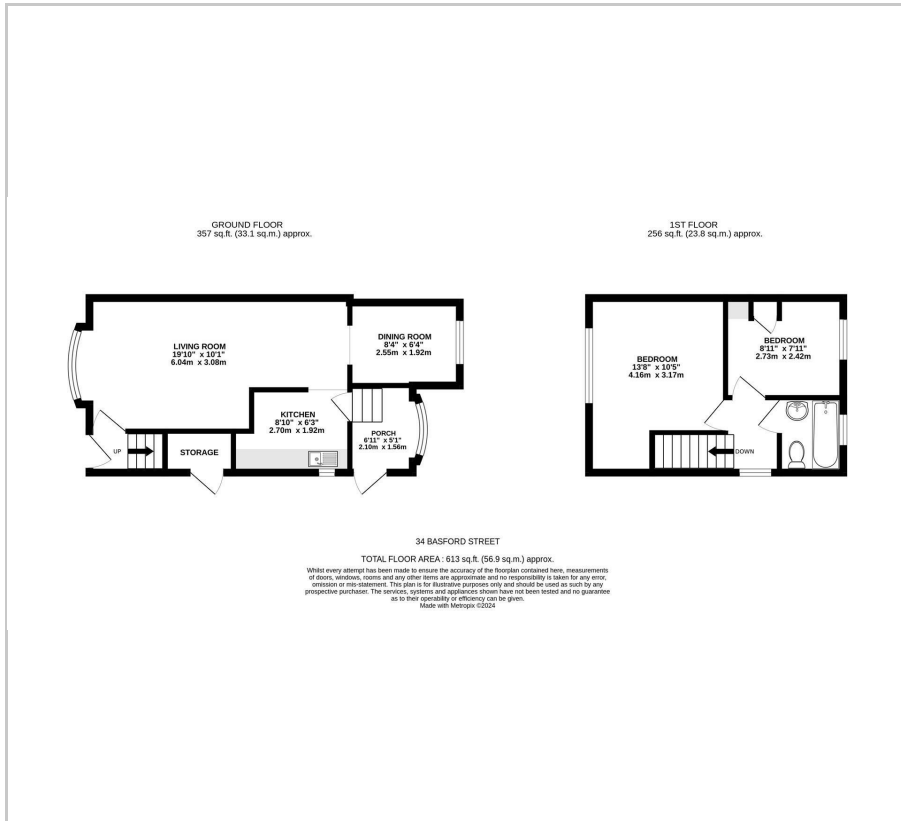 GROUND FLOOR
357 sq.ft. (33.1 sq.m.) approx.
1ST FLOOR
256 sq.ft. (23.8 sq.m.) approx.
LIVING ROOM
19'10" x 10'1"
6.04m x 3.08m
DINING ROOM
8'4" x 6'4"
2.55m x 1.92m
KITCHEN
8'10" x 6'3"
2.70m x 1.92m
PORCH
6'11" x 5'1"
2.10m x 1.56m
UP
STORAGE
BEDROOM
13'8" x 10'5"
4.16m x 3.17m
BEDROOM
8'11" x 7'11"
2.73m x 2.42m
DOWN
34 BASFORD STREET
TOTAL FLOOR AREA : 613 sq.ft. (56.9 sq.m.) approx.
Whilst every attempt has been made to ensure the accuracy of the floorplan contained here, measurements
of doors, windows, rooms and any other items are approximate and no responsibility is taken for any error,
omission or mis-statement. This plan is for illustrative purposes only and should be used as such by any
prospective purchaser. The services, systems and appliances shown have not been tested and no guarantee
as to their operability or efficiency can be given.
Made with Metropix ©2024